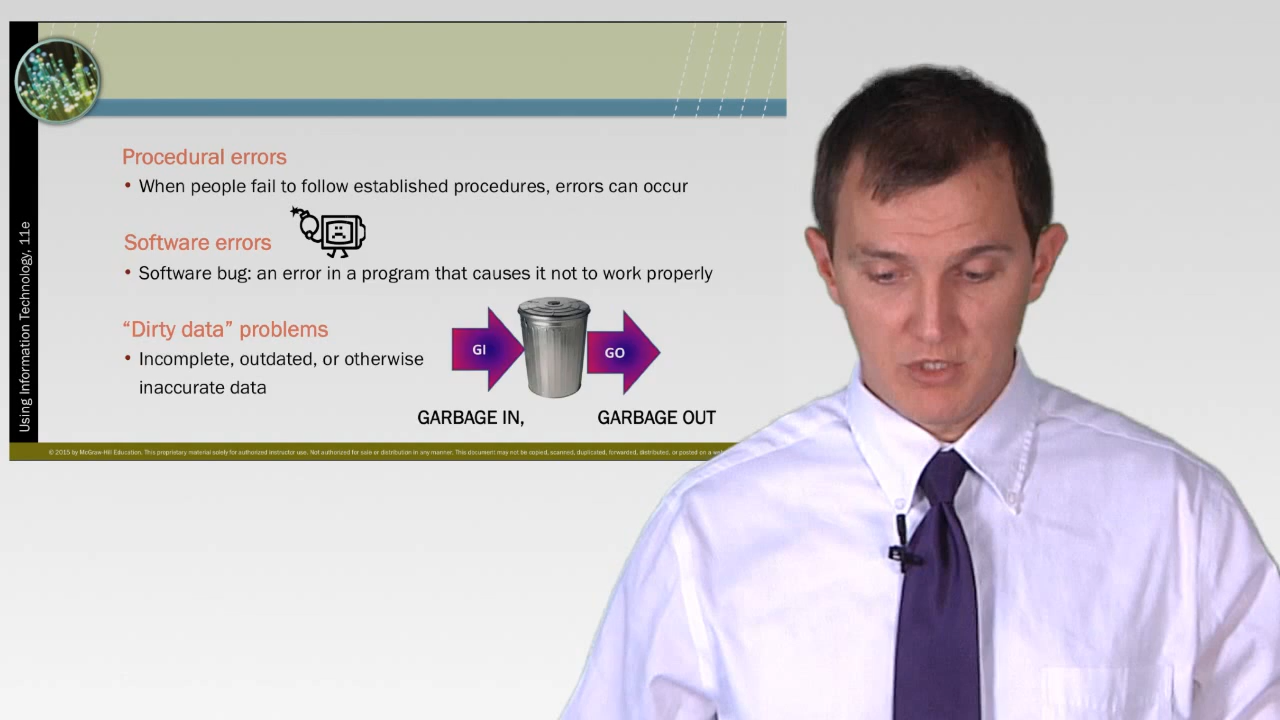 Using Information Technology, 11e
Procedural errors
• When people fail to follow established procedures, errors can occur
Software errors
• Software bug: an error in a program that causes it not to work properly
“Dirty data” problems
• Incomplete, outdated, or otherwise
inaccurate data
GI
GO
GARBAGE IN,
GARBAGE OUT
© 2015 by McGraw-Hill Education. This proprietary material solely for authorized instructor use. Not authorized for sale or distribution in any manner. This document may not be copied, scanned, duplicated, forwarded, distributed, or posted on a